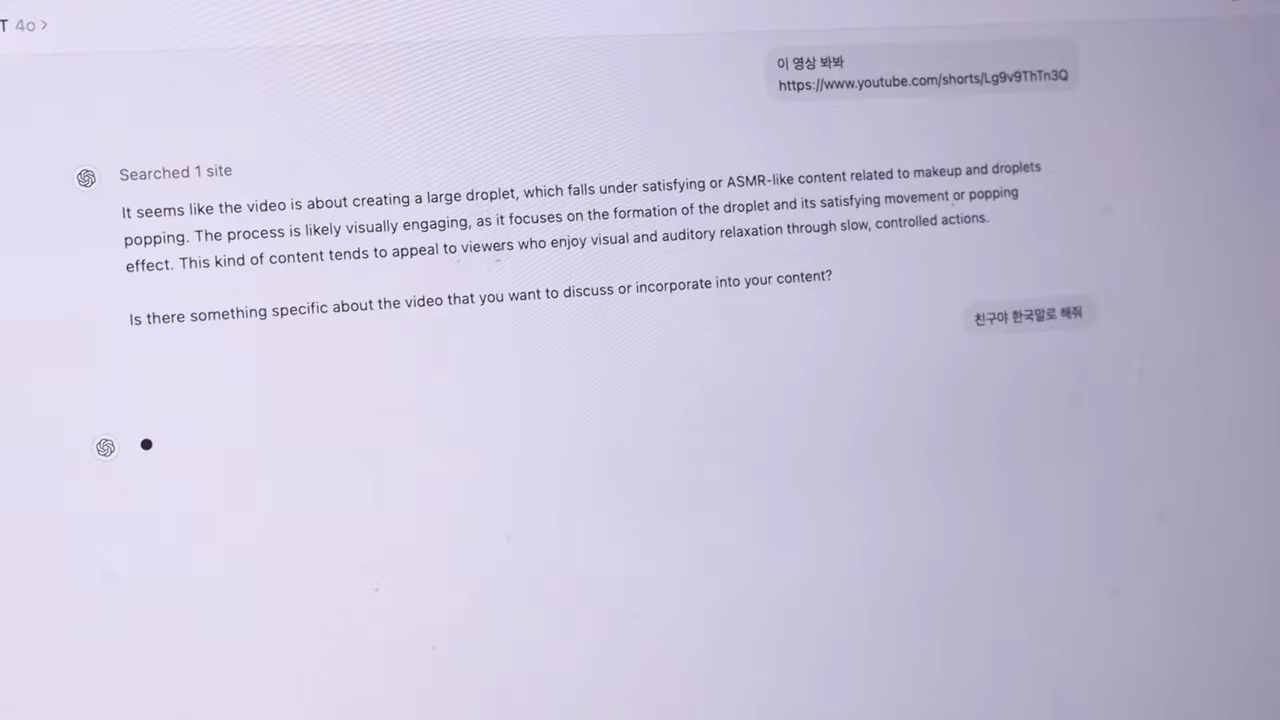 T 4o >
이 영상 봐봐
https://www.youtube.com/shorts/Lg9v9ThTn3Q
Searched 1 site
It seems like the video is about creating a large droplet, which falls under satisfying or ASMR-like content related to makeup and droplets
popping. The process is likely visually engaging, as it focuses on the formation of the droplet and its satisfying movement or popping
effect. This kind of content tends to appeal to viewers who enjoy visual and auditory relaxation through slow, controlled actions.
Is there something specific about the video that you want to discuss or incorporate into your content?
친구야 한국말로 해줘